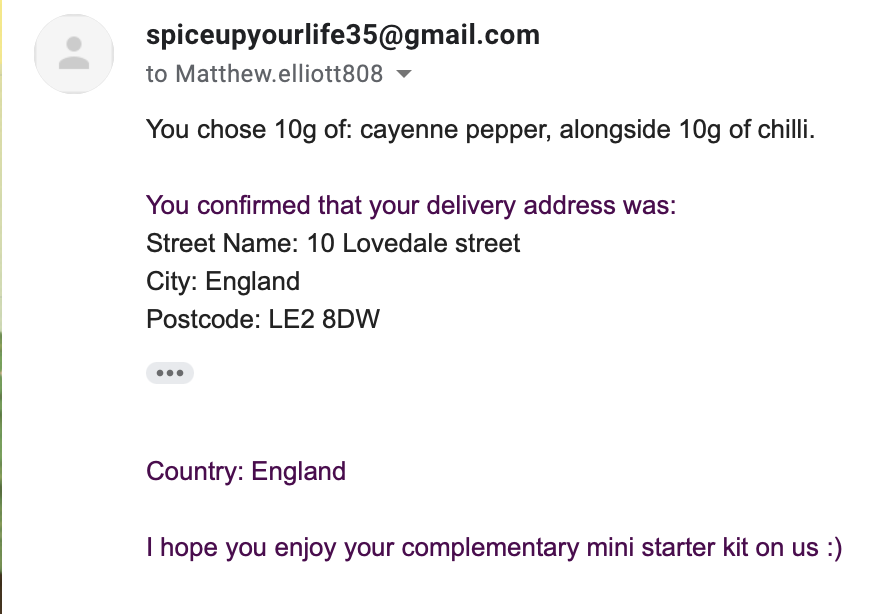 spiceupyourlife35@gmail.com
to Matthew.elliott808
You chose 10g of: cayenne pepper, alongside 10g of chilli.
You confirmed that your delivery address was:
Street Name: 10 Lovedale street
City: England
Postcode: LE2 8DW
Country: England
I hope you enjoy your complementary mini starter kit on us :)